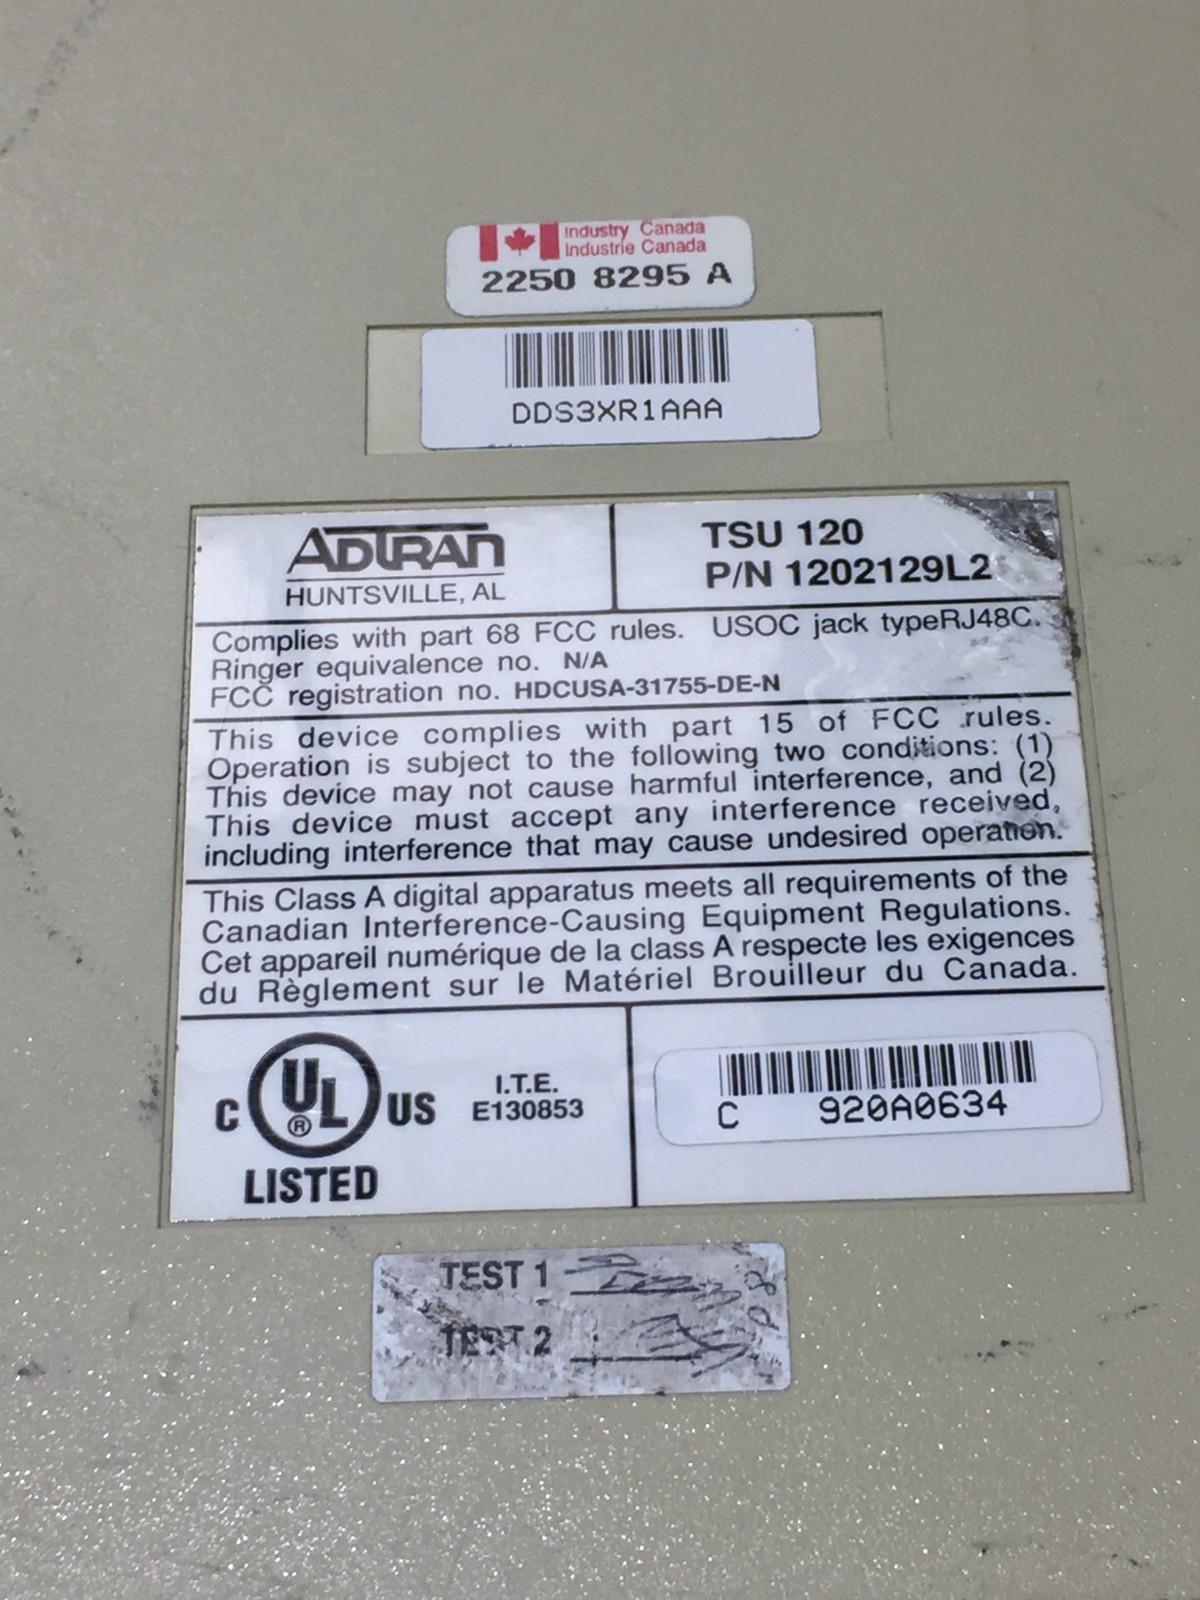 Industry Canada
Industrie Canada
2250 8295 A
DDS3XR1AAA
ADTRAN
HUNTSVILLE, AL
TSU 120
P/N 1202129L2
Complies with part 68 FCC rules. USOC jack typeRJ48C.
Ringer equivalence no. N/A
FCC registration no. HDCUSA-31755-DE-N
This device complies with part 15 of FCC rules.
Operation is subject to the following two conditions: (1)
This device may not cause harmful interference, and (2)
This device must accept any interference received,
including interference that may cause undesired operation.
This Class A digital apparatus meets all requirements of the
Canadian Interference-Causing Equipment Regulations.
Cet appareil numérique de la class A respecte les exigences
du Règlement sur le Matériel Brouilleur du Canada.
C UL® US
LISTED
I.T.E.
E130853
C 920A0634
TEST 1
TEST 2